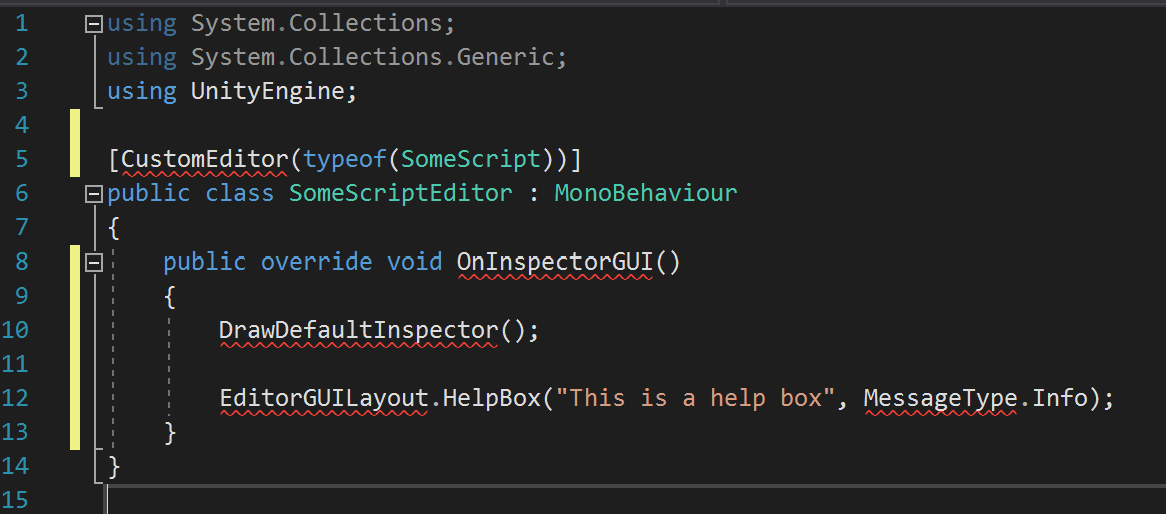 1 using System.Collections;
2 using System.Collections.Generic;
3 using UnityEngine;
4
5 [CustomEditor(typeof(SomeScript))]
6 public class SomeScriptEditor : MonoBehaviour
7 {
8 public override void OnInspectorGUI()
9 {
10 DrawDefaultInspector();
11
12 EditorGUILayout.HelpBox("This is a help box", MessageType.Info);
13 }
14 }
15